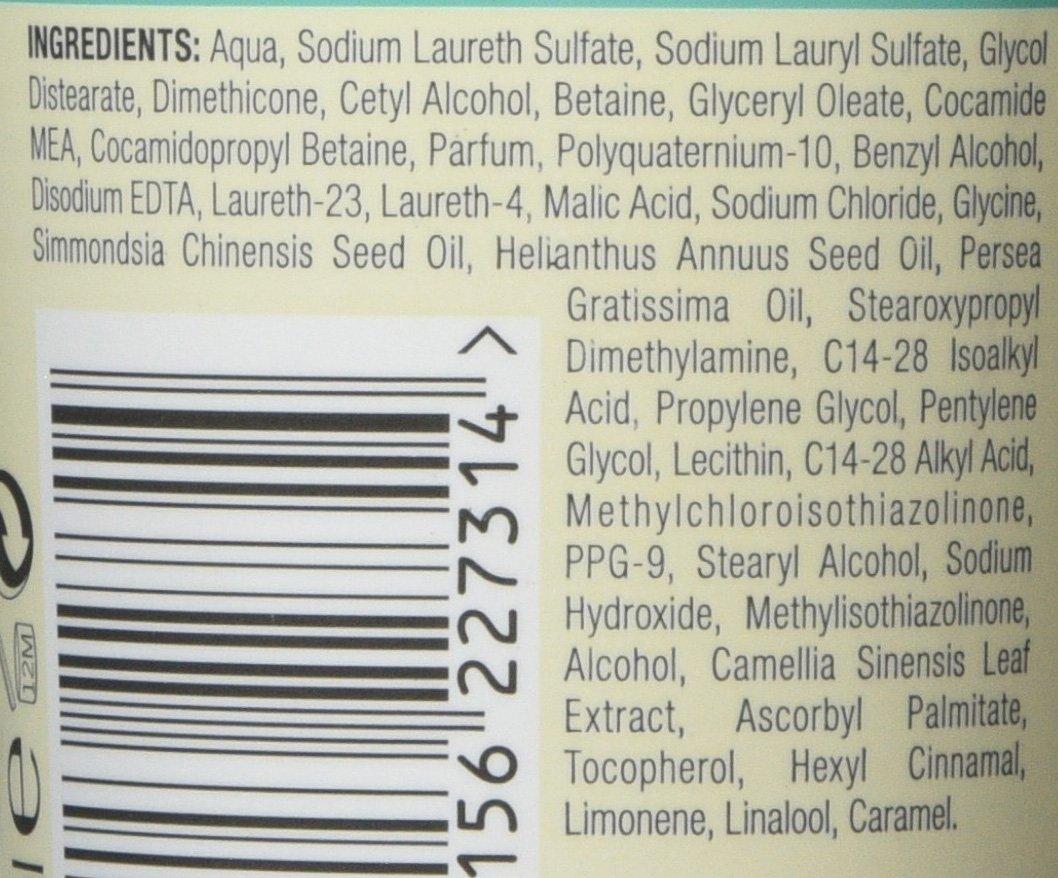 INGREDIENTS: Aqua, Sodium Laureth Sulfate, Sodium Lauryl Sulfate, Glycol
Distearate, Dimethicone, Cetyl Alcohol, Betaine, Glyceryl Oleate, Cocamide
MEA, Cocamidopropyl Betaine, Parfum, Polyquaternium-10, Benzyl Alcohol,
Disodium EDTA, Laureth-23, Laureth-4, Malic Acid, Sodium Chloride, Glycine,
Simmondsia Chinensis Seed Oil, Helianthus Annuus Seed Oil, Persea
Gratissima Oil, Stearoxypropyl
Dimethylamine, C14-28 Isoalkyl
Acid, Propylene Glycol, Pentylene
Glycol, Lecithin, C14-28 Alkyl Acid,
Methylchloroisothiazolinone,
PPG-9, Stearyl Alcohol, Sodium
Hydroxide, Methylisothiazolinone,
Alcohol, Camellia Sinensis Leaf
Extract, Ascorbyl Palmitate,
Tocopherol, Hexyl Cinnamal,
Limonene, Linalool, Caramel.
156 227314 >
12M
e